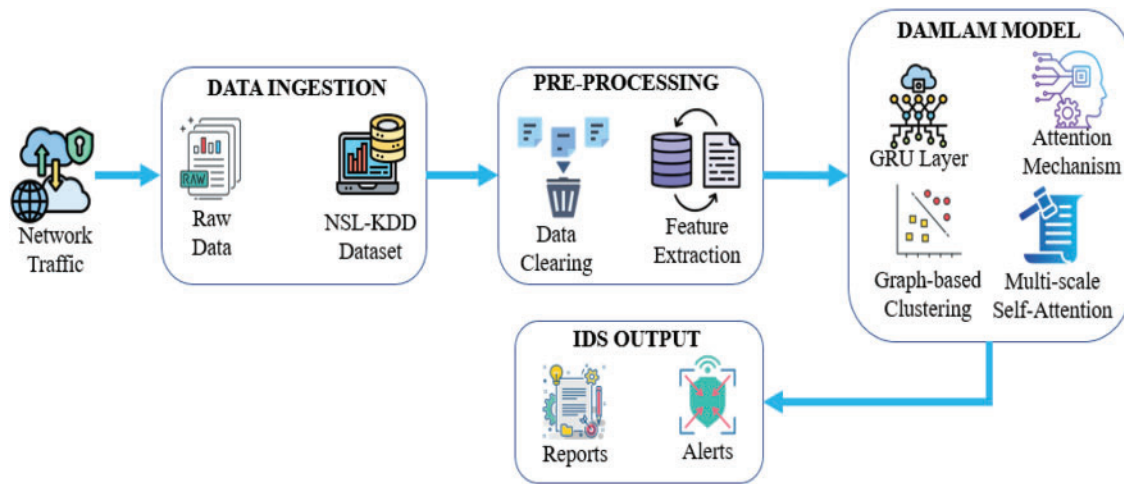 Network
Traffic
DATA INGESTION
RAW
Raw
Data
NSL-KDD
Dataset
PRE-PROCESSING
Data
Clearing
Feature
Extraction
DAMLAM MODEL
GRU Layer
Attention
Mechanism
Graph-based
Clustering
Multi-scale
Self-Attention
IDS OUTPUT
Reports
Alerts